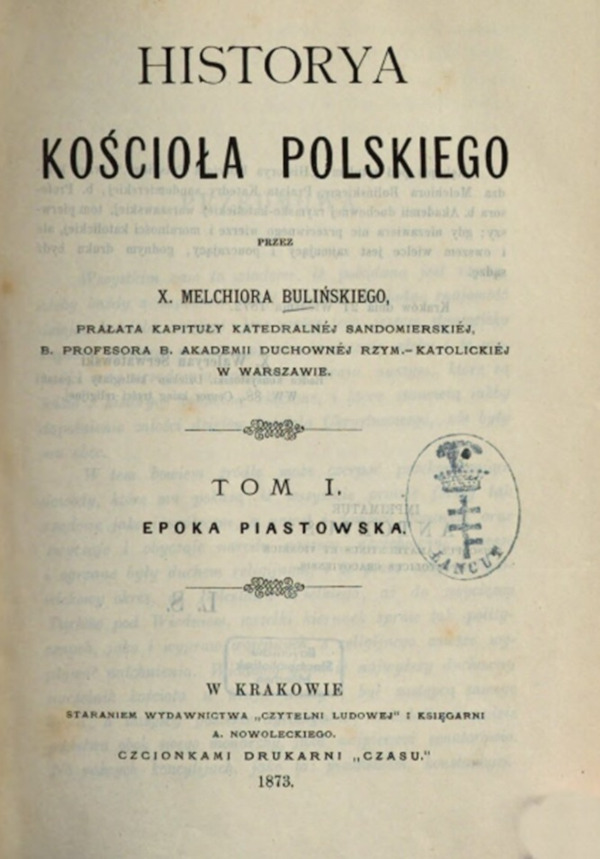 HISTORYA
KOŚCIOŁA POLSKIEGO
PRZEZ
X. MELCHIORA BULIŃSKIEGO,
PRAŁATA KAPITUŁY KATEDRALNÉJ SANDOMIERSKIÉJ,
B. PROFESORA B. AKADEMII DUCHOWNÉJ RZYM.-KATOLICKIÉJ
W WARSZAWIE.
TOM I.
EPOKA PIASTOWSKA.
ŁANCUT
W KRAKOWIE
STARANIEM WYDAWNICTWA „CZYTELNI LUDOWEJ" I KSIĘGARNI
A. NOWOLECKIEGO.
CZCIONKAMI DRUKARNI „CZASU."
1873.